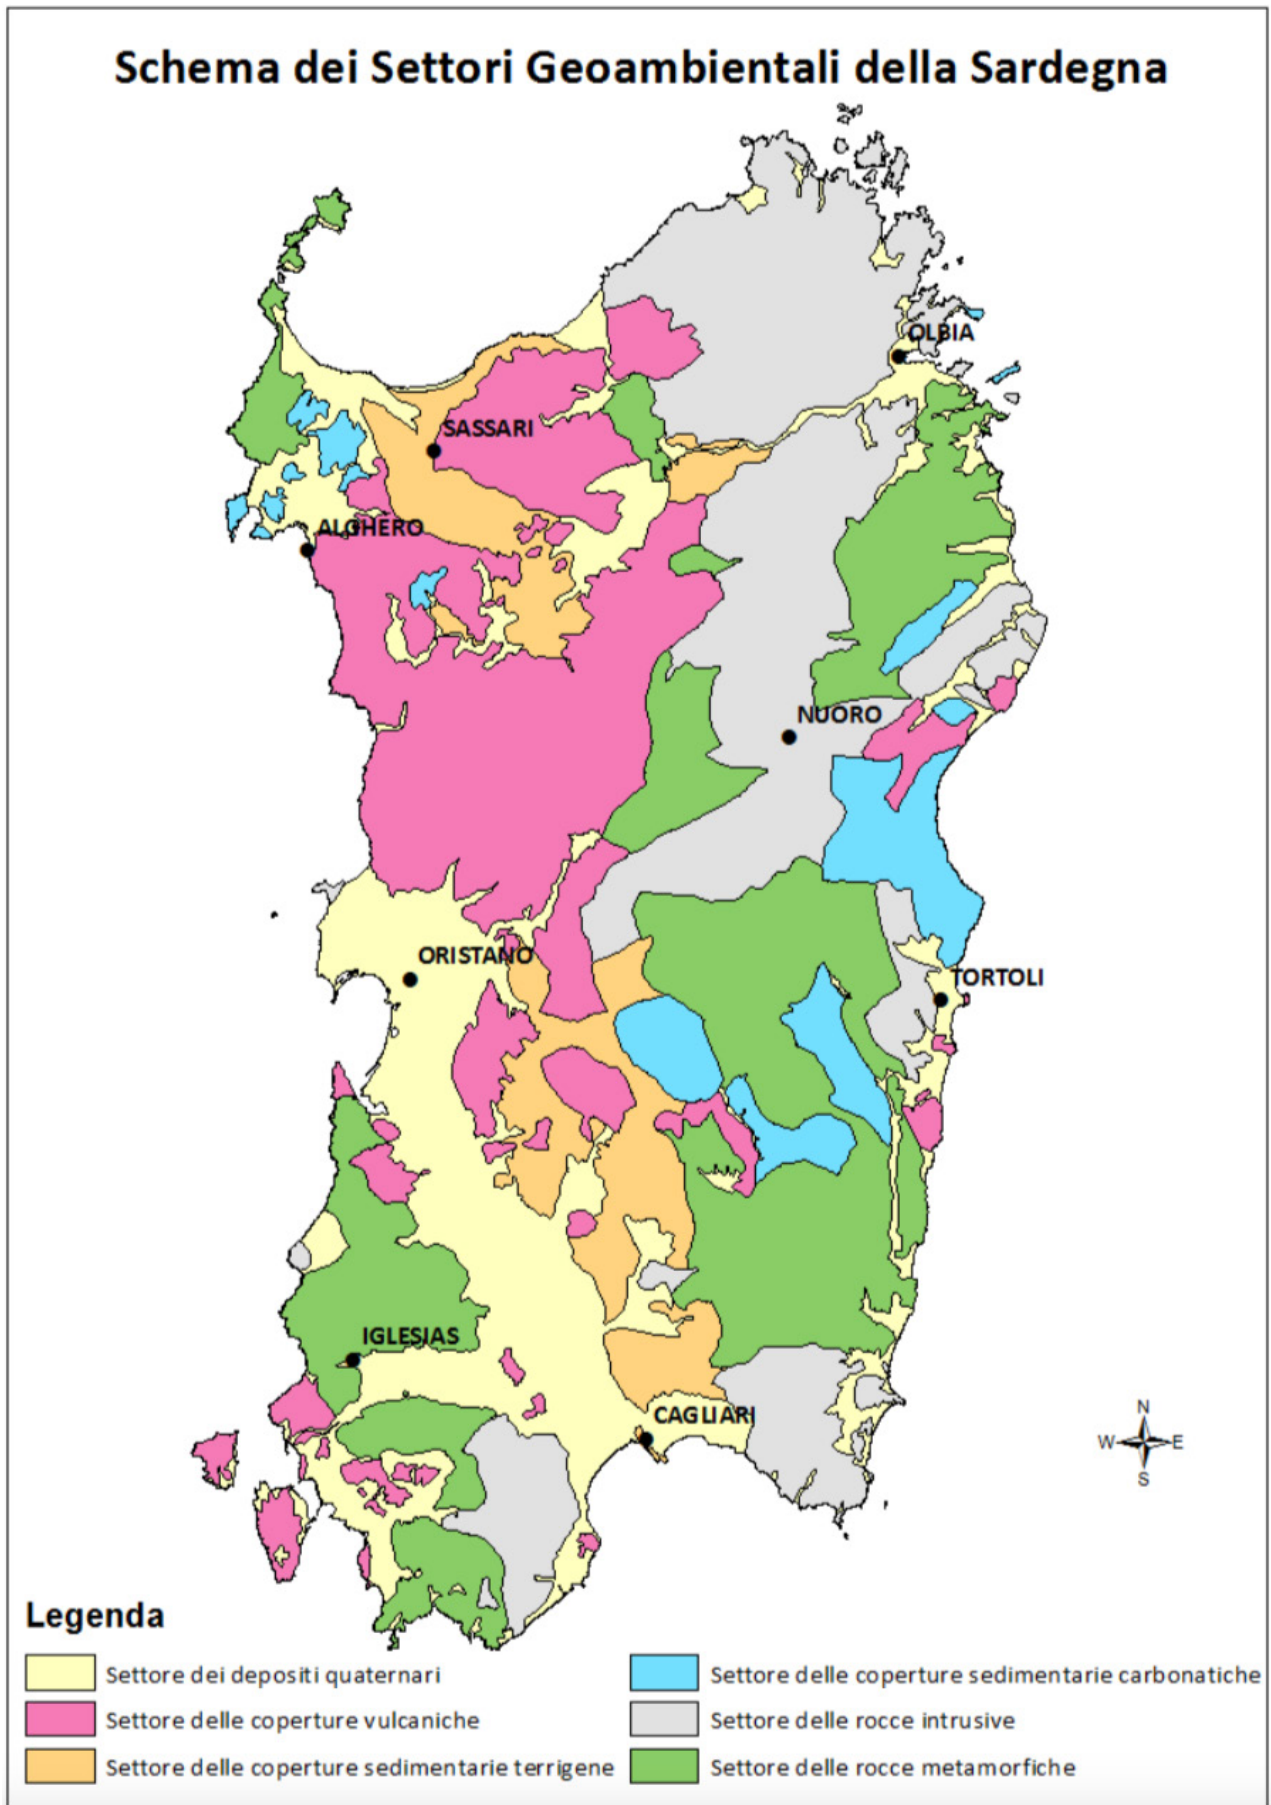 Schema dei Settori Geoambientali della Sardegna
OLBIA
SASSARI
ALGHERO
NUORO
ORISTANO
TORTOLI
IGLESIAS
CAGLIARI
N
W E
S
Legenda
Settore dei depositi quaternari
Settore delle coperture vulcaniche
Settore delle coperture sedimentarie terrigene
Settore delle coperture sedimentarie carbonatiche
Settore delle rocce intrusive
Settore delle rocce metamorfiche